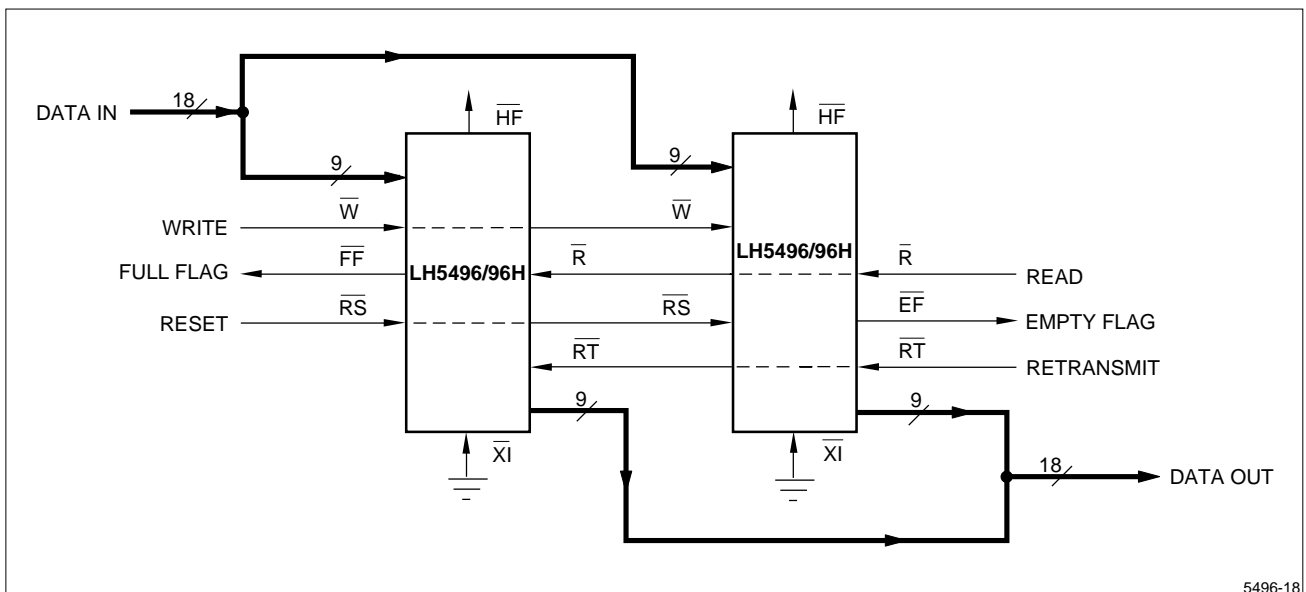 HF HF
18
DATA IN
9 9
WRITE W W
LH5496/96H
FULL FLAG FF LH5496/96H R R READ
RESET RS RS EF EMPTY FLAG
RT RT RETRANSMIT
9 9
XI XI
18 DATA OUT
5496-18